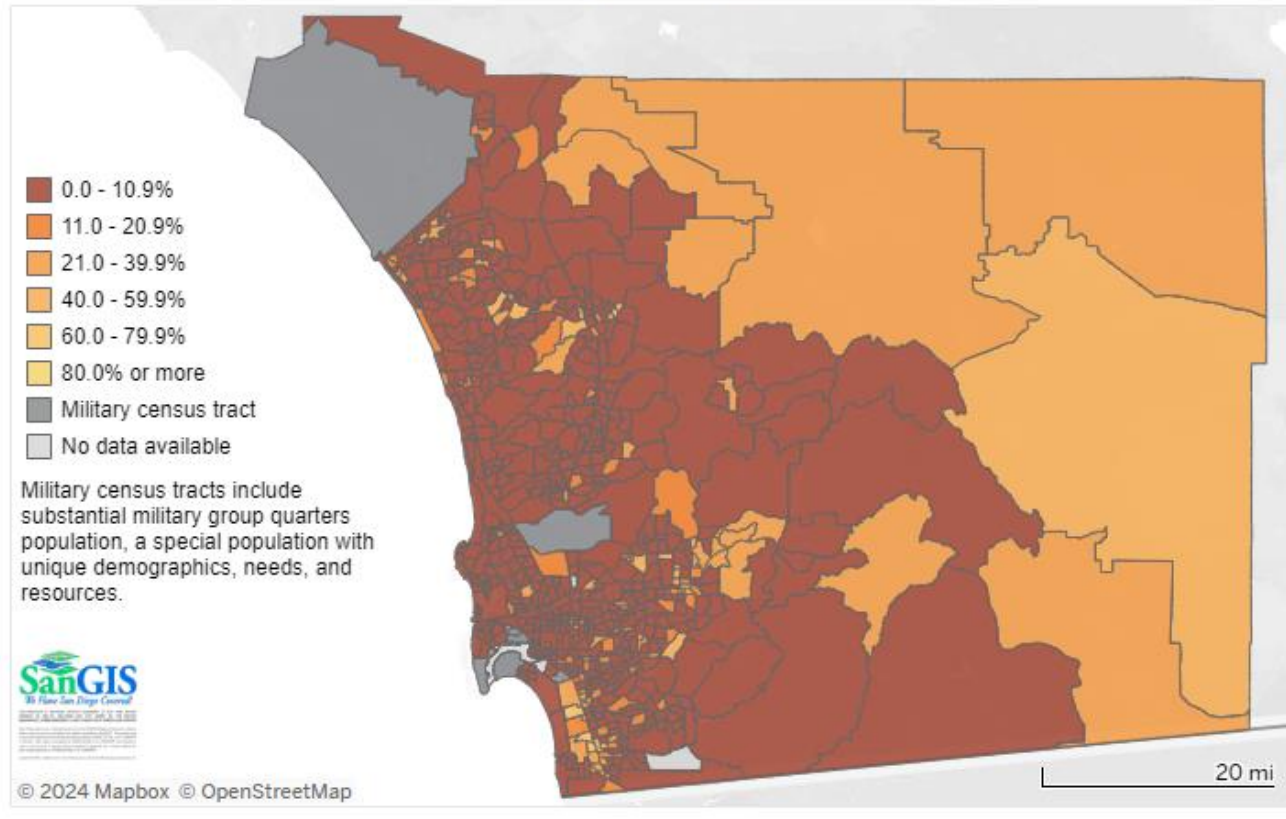 0.0 - 10.9%
11.0 - 20.9%
21.0 - 39.9%
40.0 - 59.9%
60.0 - 79.9%
80.0% or more
Military census tract
No data available
Military census tracts include
substantial military group quarters
population, a special population with
unique demographics, needs, and
resources.
SanGIS
We Have San Diego Covered!
© 2024 Mapbox © OpenStreetMap
20 mi